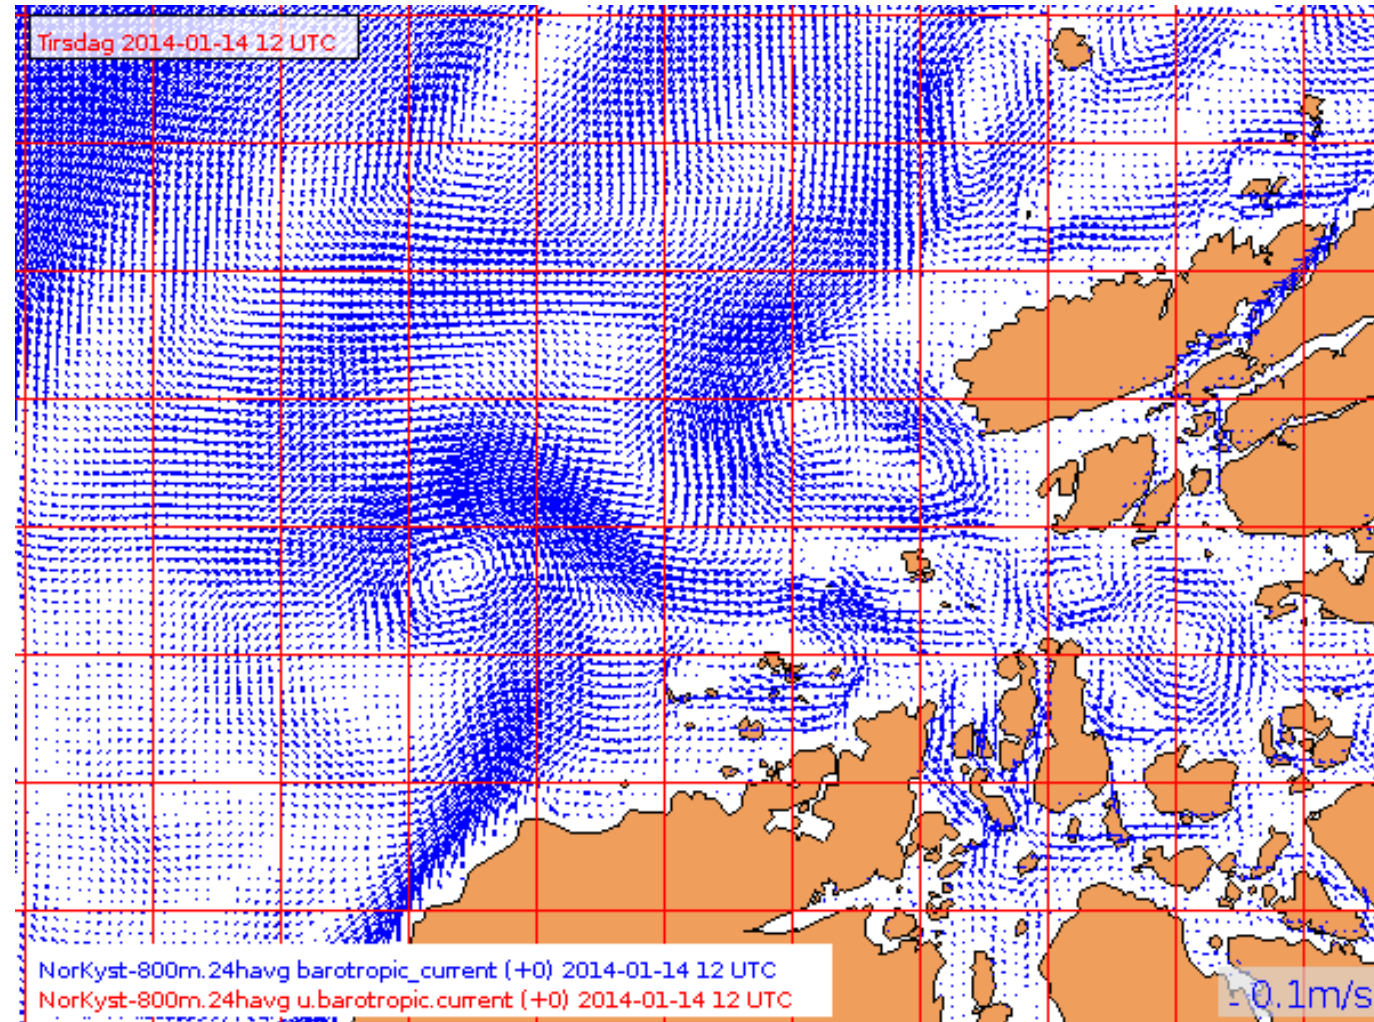 Tirsdag 2014-01-14 12 UTC
NorKyst-800m.24havg barotropic_current (+0) 2014-01-14 12 UTC
NorKyst-800m.24havg u.barotropic.current (+0) 2014-01-14 12 UTC
0.1m/s